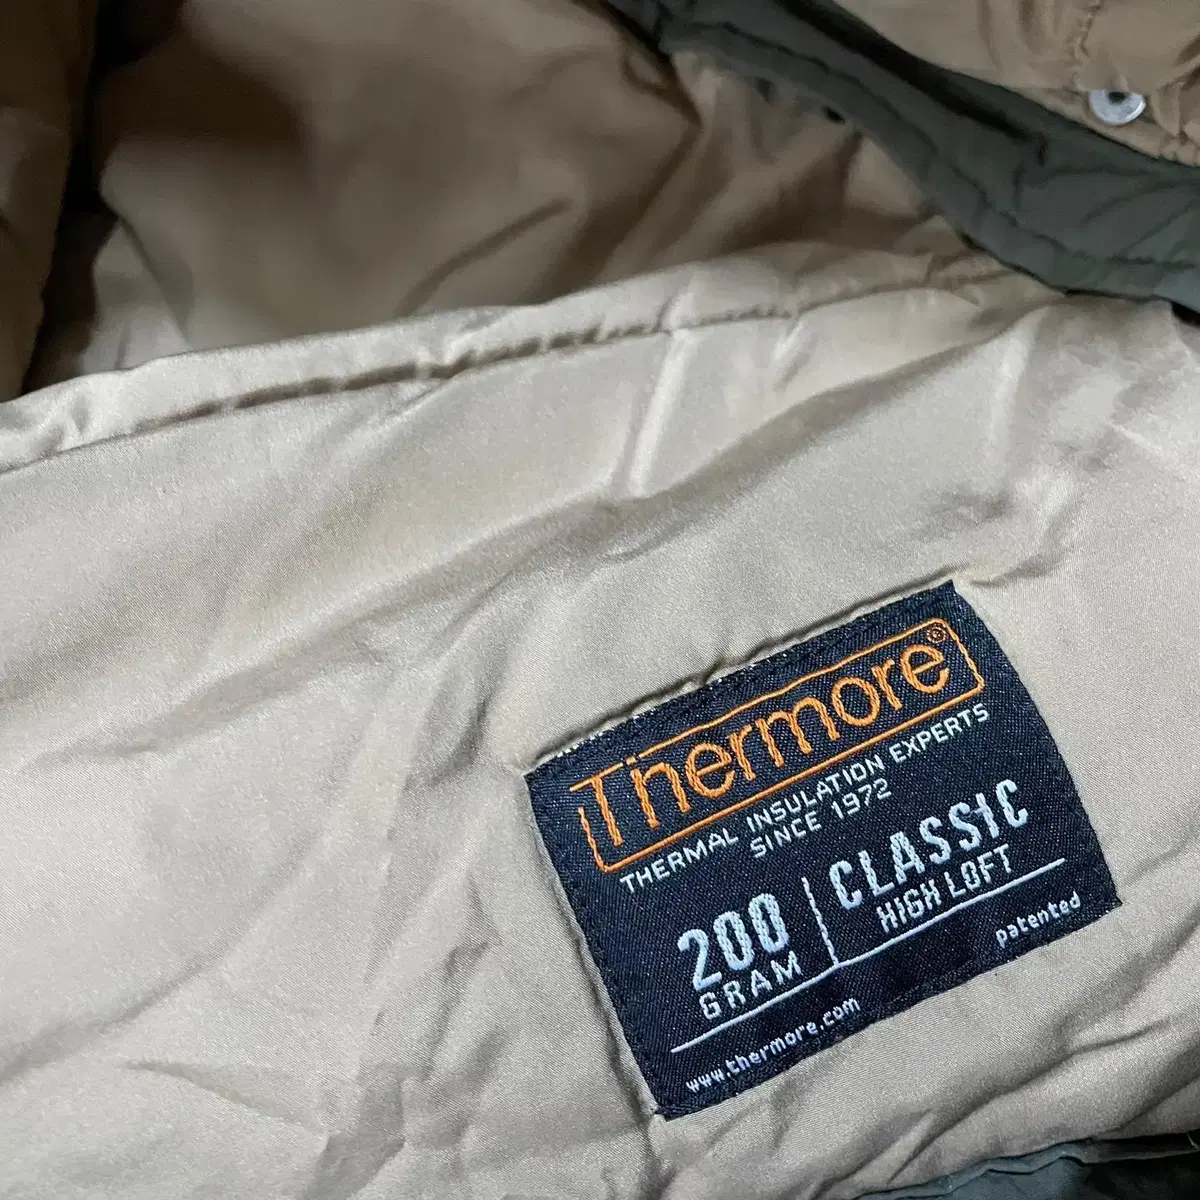 Thermore®
THERMAL INSULATION EXPERTS
SINCE 1972
200
GRAM
CLASSIC
HIGH LOFT
patented
www.thermore.com